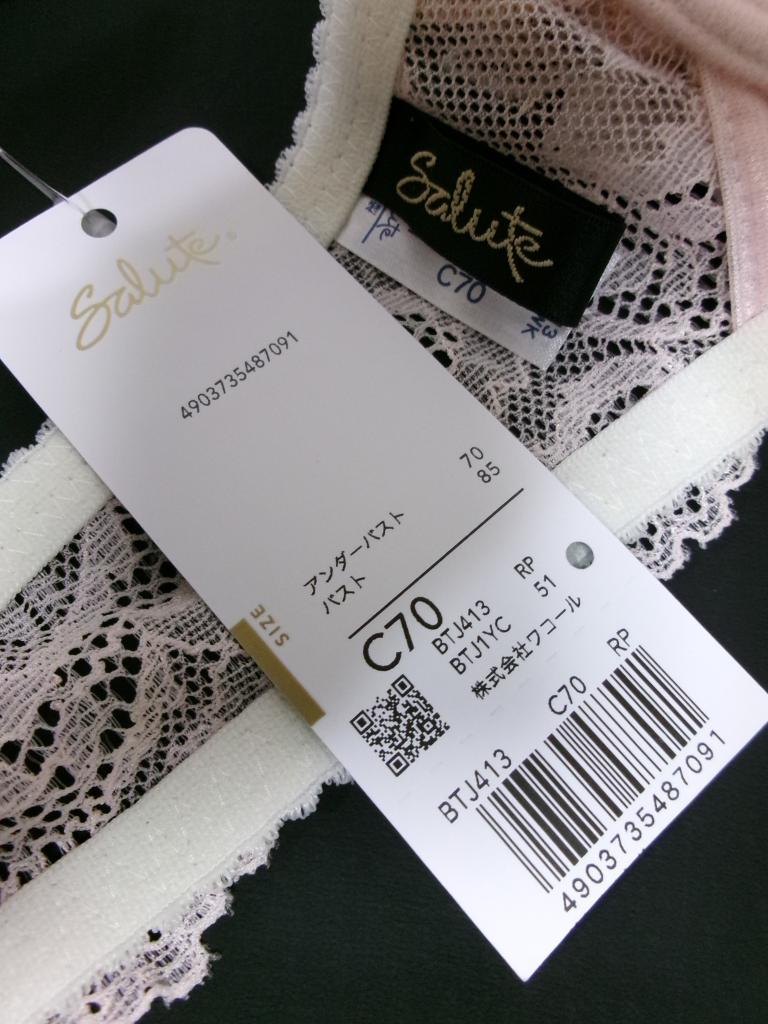 Salute
C70
Salute
4903735487091
アンダーバスト 70
バスト 85
SIZE
C70
BTJ413 RP
BTJ1YC 51
株式会社ワコール
BTJ413 C70 RP
4903735487091